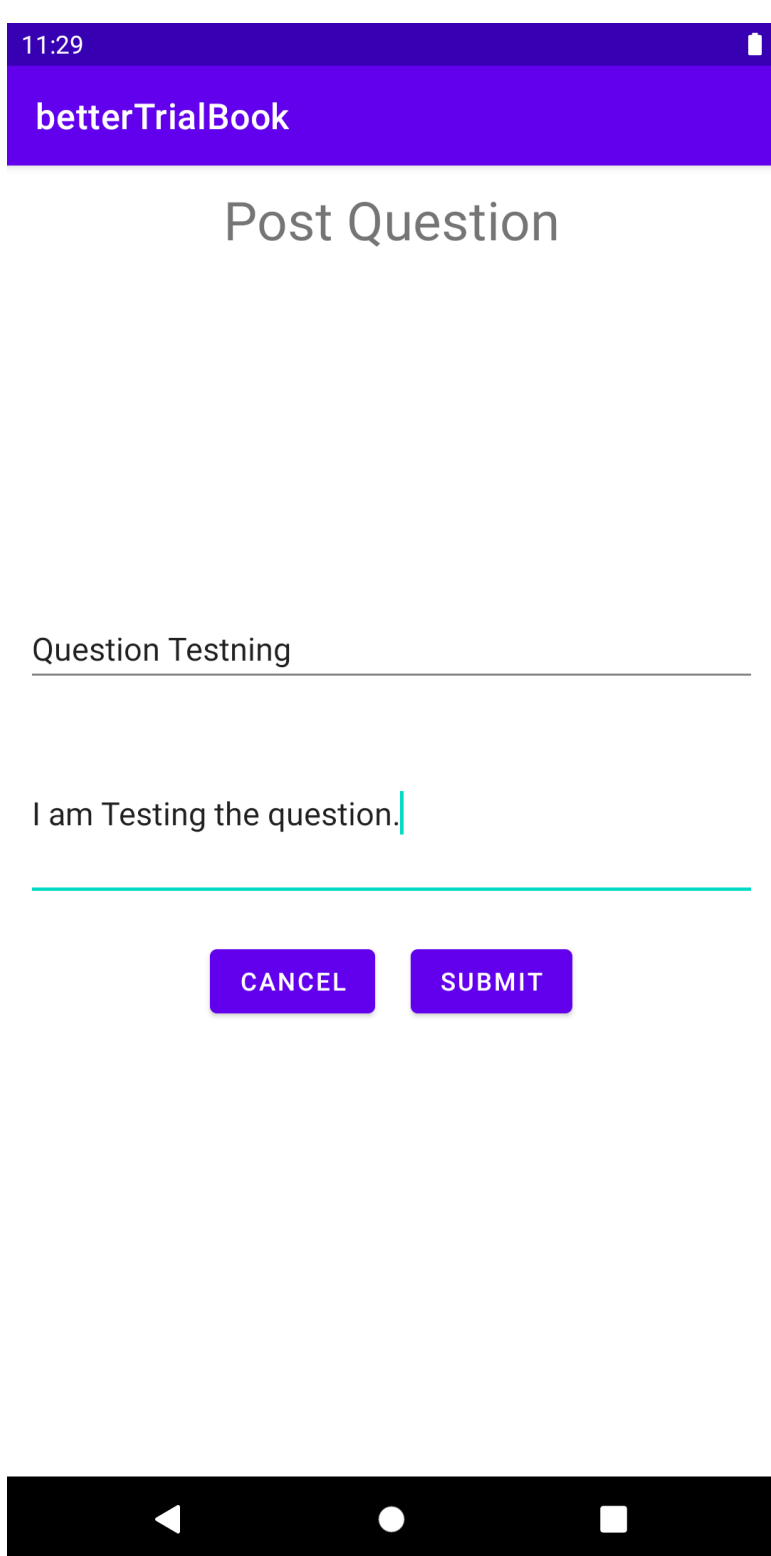 11:29
betterTrialBook
Post Question
Question Testning
I am Testing the question.
CANCEL SUBMIT